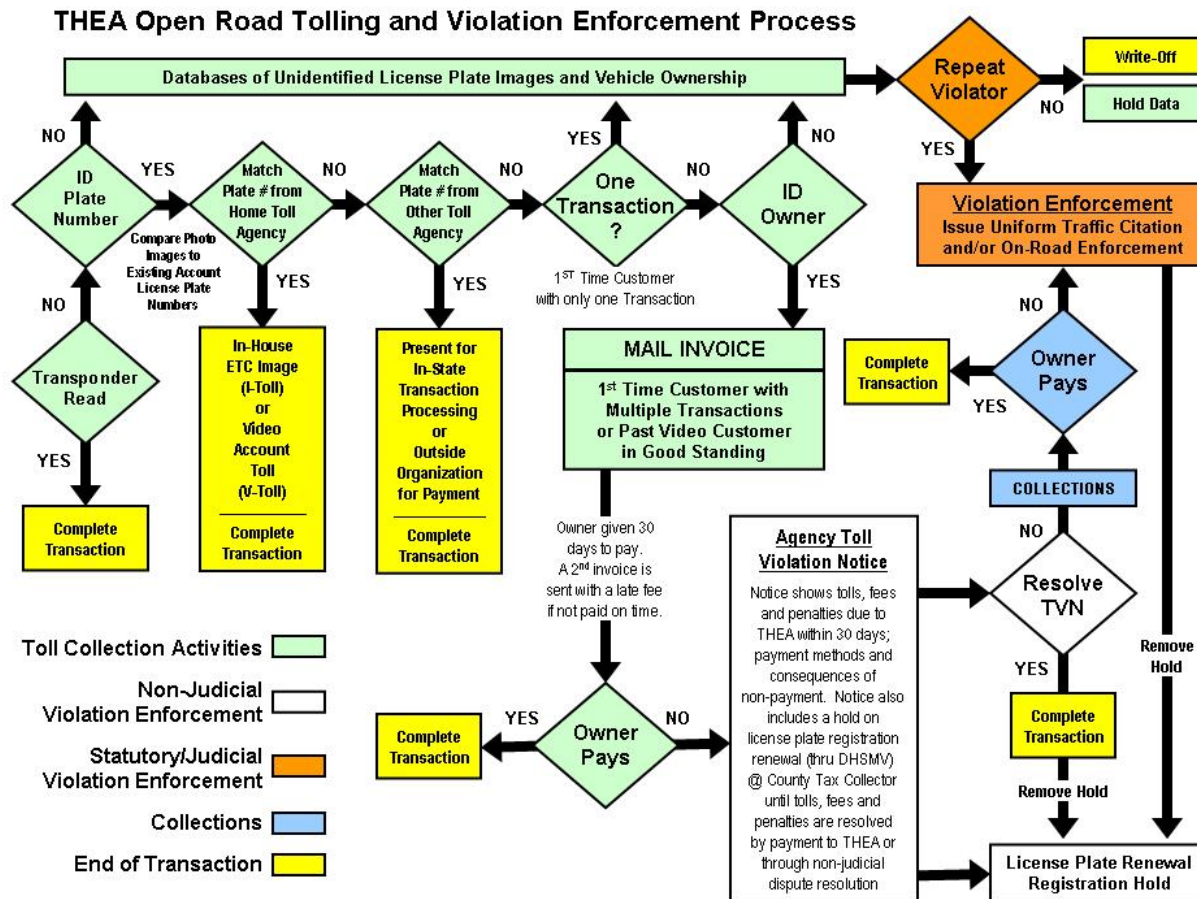 THEA Open Road Tolling and Violation Enforcement Process
Databases of Unidentified License Plate Images and Vehicle Ownership
Repeat
Violator
Write-Off
NO
Hold Data
YES
NO
ID
Plate
Number
YES
Compare Photo
Images to
Existing Account
License Plate
Numbers
Match
Plate # from
Home Toll
Agency
NO
YES
Match
Plate # from
Other Toll
Agency
NO
YES
YES
One
Transaction
?
NO
1ST Time Customer
with only one Transaction
NO
ID
Owner
YES
Violation Enforcement
Issue Uniform Traffic Citation
and/or On-Road Enforcement
NO
Transponder
Read
YES
Complete
Transaction
In-House
ETC Image
(I-Toll)
or
Video
Account
Toll
(V-Toll)
Complete
Transaction
Present for
In-State
Transaction
Processing
or
Outside
Organization
for Payment
Complete
Transaction
MAIL INVOICE
1st Time Customer with
Multiple Transactions
or Past Video Customer
in Good Standing
NO
Complete
Transaction
YES
Owner
Pays
COLLECTIONS
NO
Owner given 30
days to pay.
A 2nd invoice is
sent with a late fee
if not paid on time.
Agency Toll
Violation Notice
Notice shows tolls, fees
and penalties due to
THEA within 30 days;
payment methods and
consequences of
non-payment. Notice also
includes a hold on
license plate registration
renewal (thru DHSMV)
@ County Tax Collector
until tolls, fees and
penalties are resolved
by payment to THEA or
through non-judicial
dispute resolution
Resolve
TVN
YES
Complete
Transaction
Remove Hold
Remove
Hold
License Plate Renewal
Registration Hold
Complete
Transaction
YES
Owner
Pays
NO
Toll Collection Activities
Non-Judicial
Violation Enforcement
Statutory/Judicial
Violation Enforcement
Collections
End of Transaction